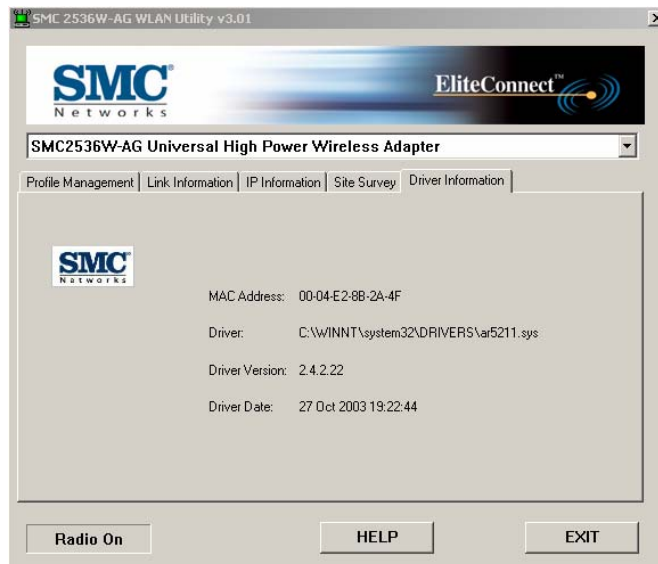 SMC 2536W-AG WLAN Utility v3.01
SMC®
Networks
EliteConnect™
SMC2536W-AG Universal High Power Wireless Adapter
Profile Management Link Information IP Information Site Survey Driver Information
SMC®
Networks
MAC Address: 00-04-E2-8B-2A-4F
Driver: C:\WINNT\system32\DRIVERS\ar5211.sys
Driver Version: 2.4.2.22
Driver Date: 27 Oct 2003 19:22:44
Radio On HELP EXIT